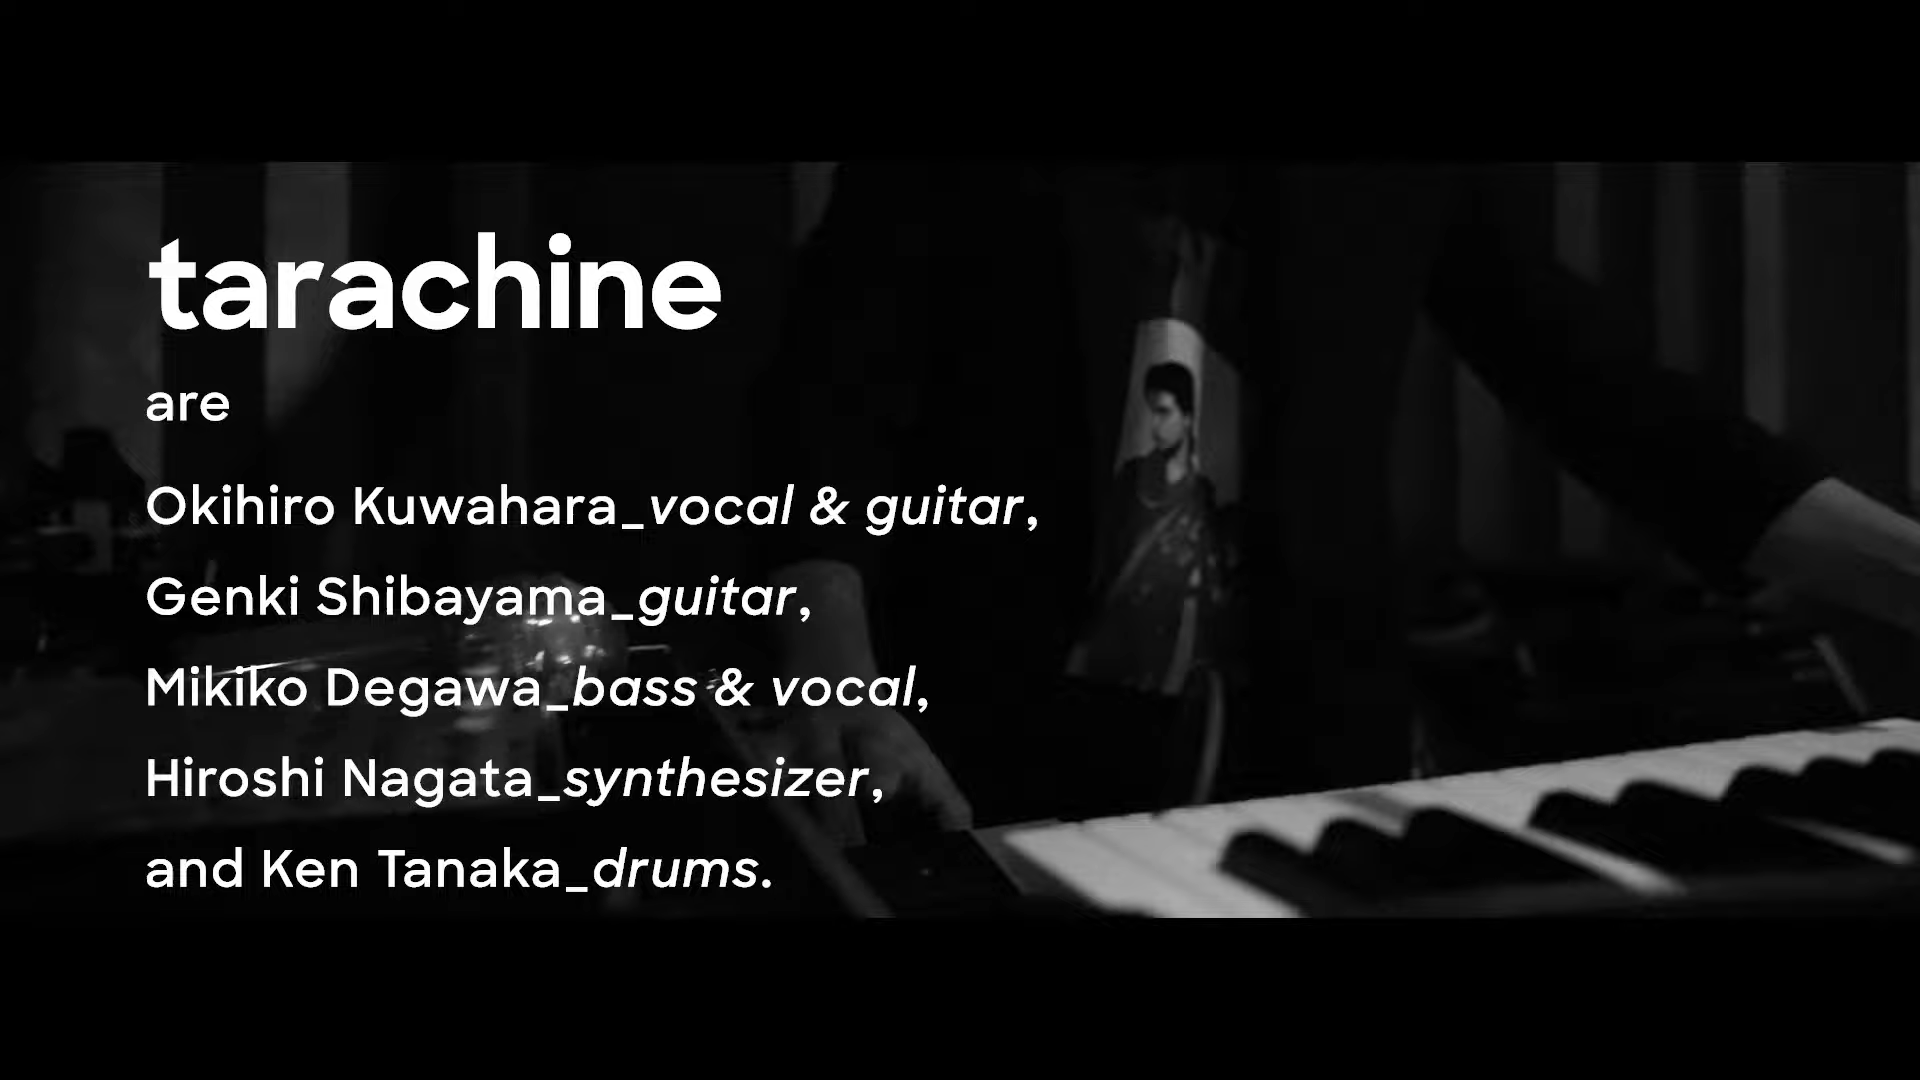 tarachine
are
Okihiro Kuwahara_vocal & guitar,
Genki Shibayama_guitar,
Mikiko Degawa_bass & vocal,
Hiroshi Nagata_synthesizer,
and Ken Tanaka_drums.